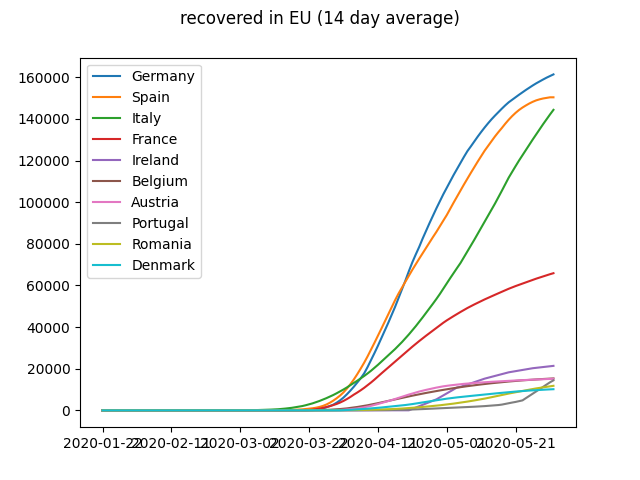 recovered in EU (14 day average)
160000
140000
120000
100000
80000
60000
40000
20000
0
Germany
Spain
Italy
France
Ireland
Belgium
Austria
Portugal
Romania
Denmark
2020-01-22 2020-02-11 2020-03-02 2020-03-22 2020-04-11 2020-05-01 2020-05-21